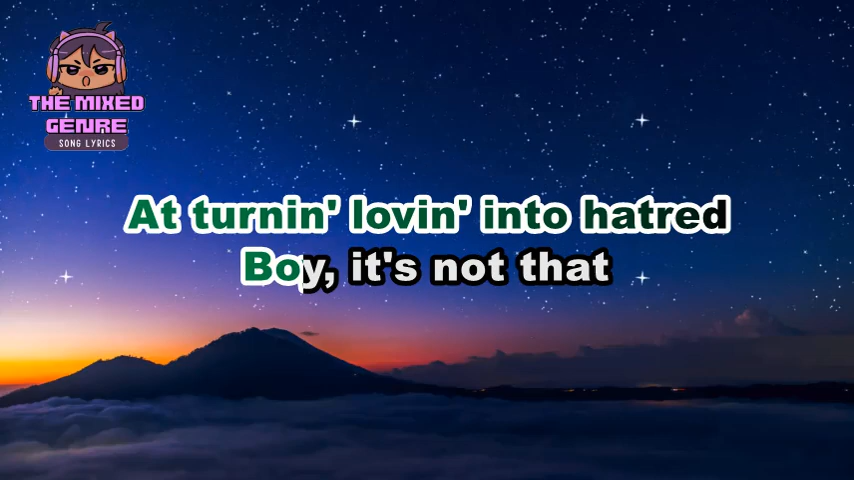 THE MIXED
GENRE
SONG LYRICS
At turnin' lovin' into hatred
Boy, it's not that